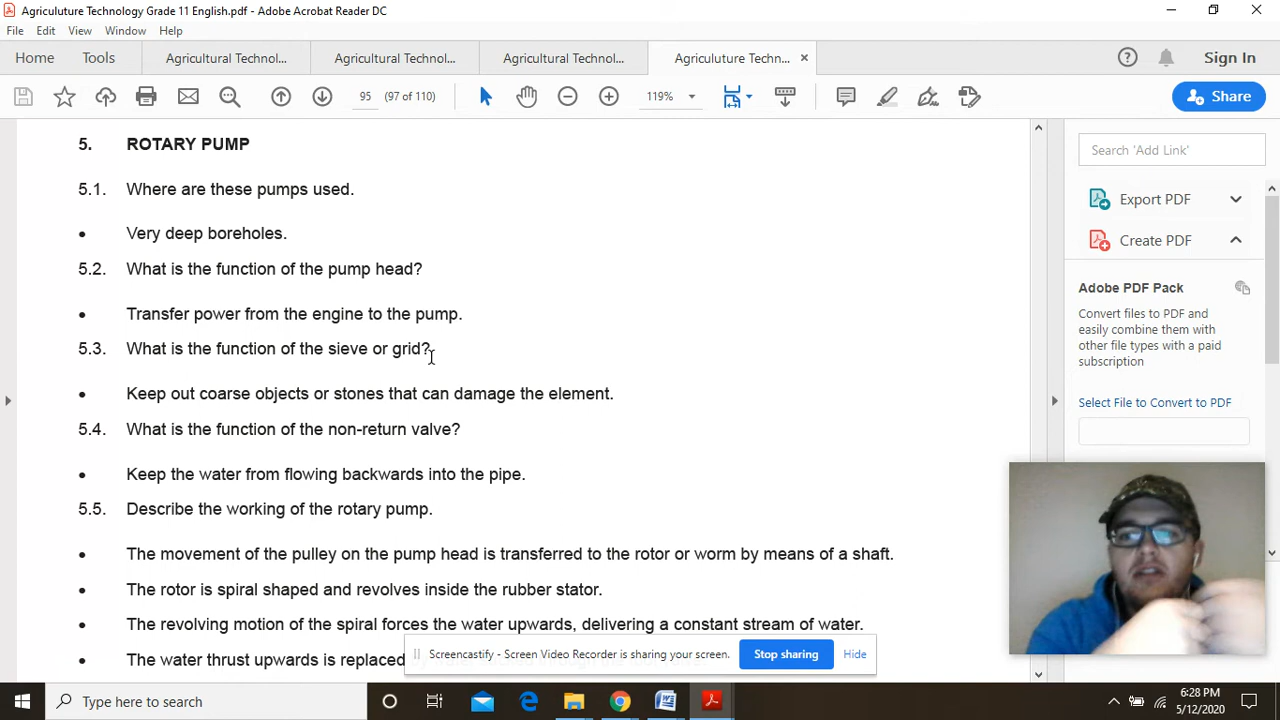 Agriculuture Technology Grade 11 English.pdf - Adobe Acrobat Reader DC
File Edit View Window Help
Home Tools Agricultural Technol... Agricultural Technol... Agricultural Technol... Agriculuture Techn... × Sign In
95 (97 of 110) 119% Share
5. ROTARY PUMP
5.1. Where are these pumps used.
• Very deep boreholes.
5.2. What is the function of the pump head?
• Transfer power from the engine to the pump.
5.3. What is the function of the sieve or grid?
• Keep out coarse objects or stones that can damage the element.
5.4. What is the function of the non-return valve?
• Keep the water from flowing backwards into the pipe.
5.5. Describe the working of the rotary pump.
• The movement of the pulley on the pump head is transferred to the rotor or worm by means of a shaft.
• The rotor is spiral shaped and revolves inside the rubber stator.
• The revolving motion of the spiral forces the water upwards, delivering a constant stream of water.
• The water thrust upwards is replaced
Search 'Add Link'
Export PDF
Create PDF
Adobe PDF Pack
Convert files to PDF and
easily combine them with
other file types with a paid
subscription
Select File to Convert to PDF
Screencastify - Screen Video Recorder is sharing your screen. Stop sharing Hide
Type here to search
6:28 PM
5/12/2020